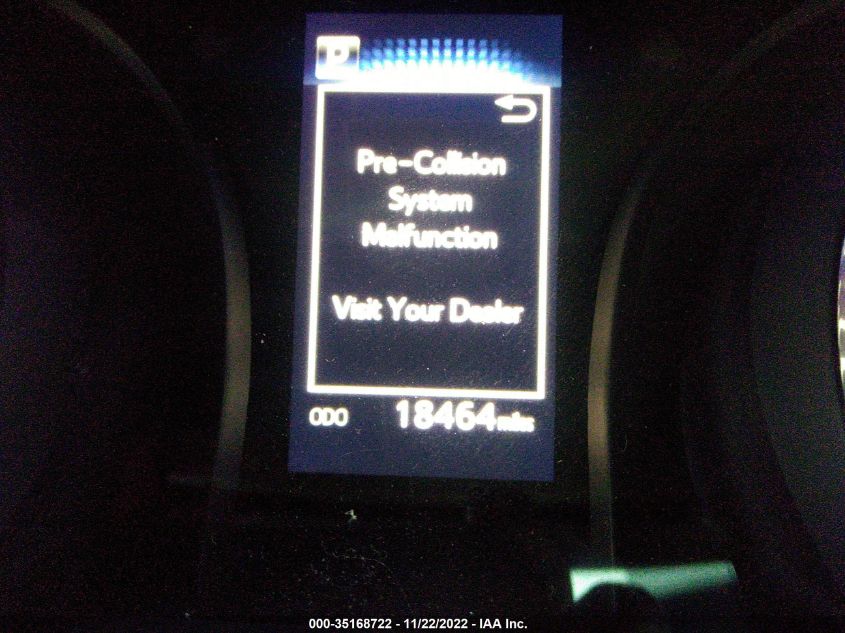 P
Pre-Collision
System
Malfunction
Visit Your Dealer
ODO 18464 miles
000-35168722 - 11/22/2022 - IAA Inc.